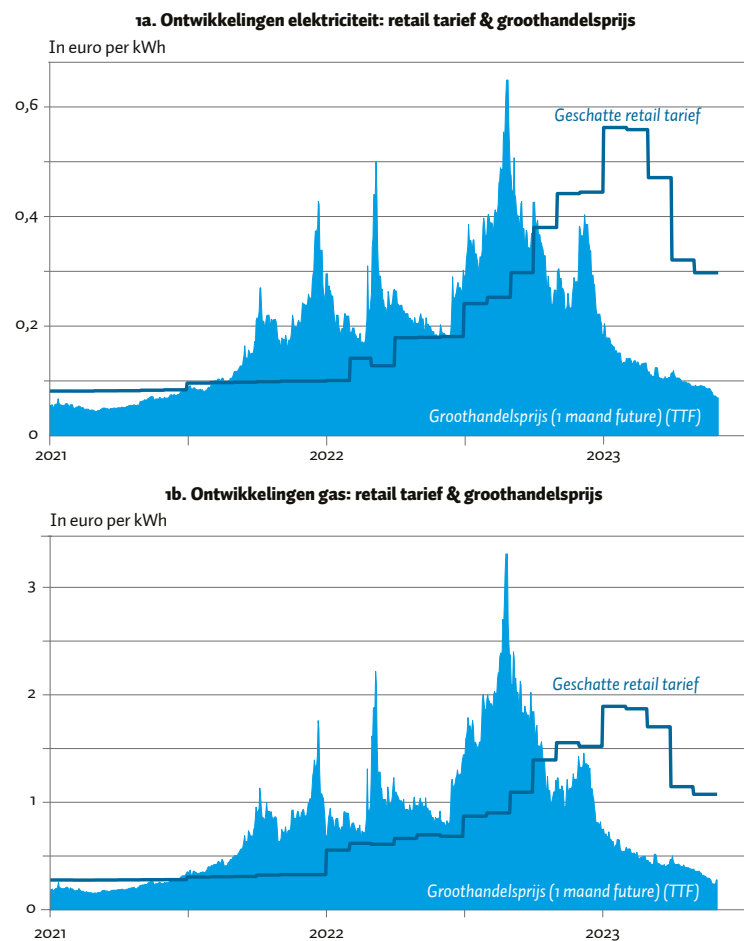 1a. Ontwikkelingen elektriciteit: retail tarief & groothandelsprijs
In euro per kWh
0,6
Geschatte retail tarief
0,4
0,2
Groothandelsprijs (1 maand future) (TTF)
0
2021 2022 2023
1b. Ontwikkelingen gas: retail tarief & groothandelsprijs
In euro per kWh
3
2
Geschatte retail tarief
1
Groothandelsprijs (1 maand future) (TTF)
0
2021 2022 2023